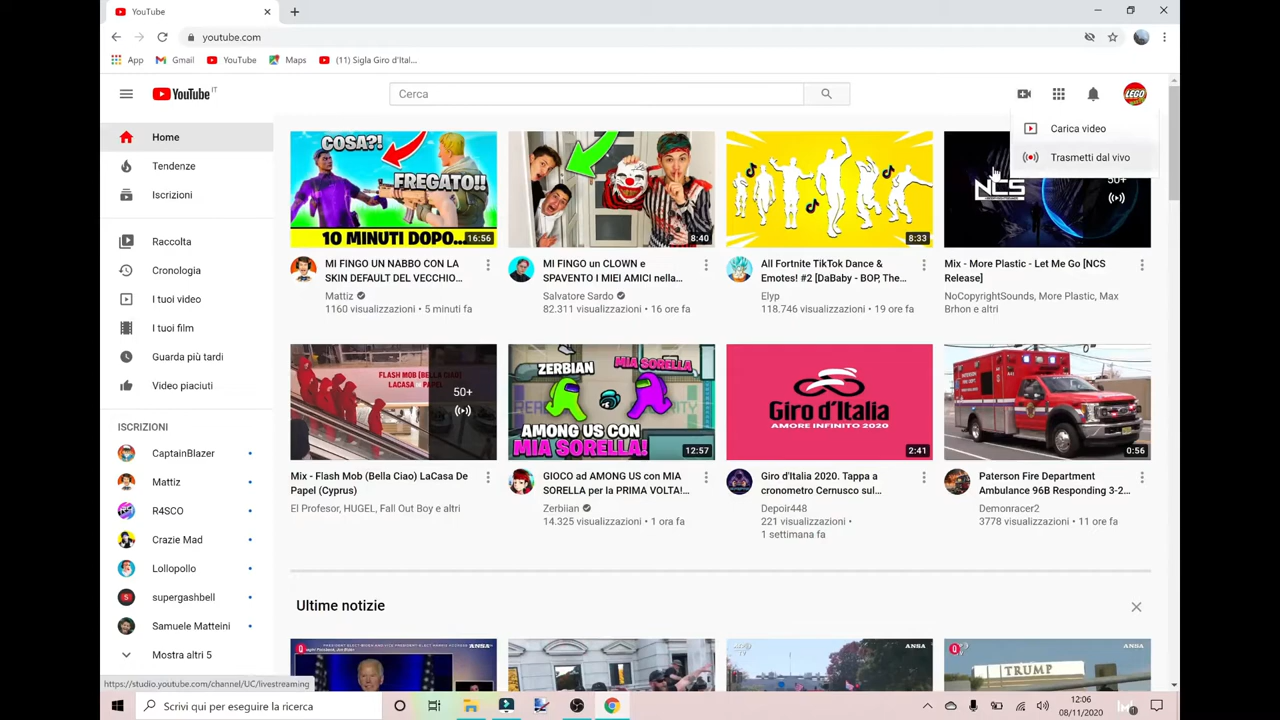 YouTube
youtube.com
App
Gmail
YouTube
Maps
(11) Sigla Giro d'Ital...
YouTube IT
Cerca
LEGO
Carica video
Trasmetti dal vivo
Home
Tendenze
Iscrizioni
Raccolta
Cronologia
I tuoi video
I tuoi film
Guarda più tardi
Video piaciuti
ISCRIZIONI
CaptainBlazer
Mattiz
R4SCO
Crazie Mad
Lollopollo
supergashbell
Samuele Matteini
Mostra altri 5
COSA?!
FREGATO!!
10 MINUTI DOPO...
16:56
MI FINGO UN NABBO CON LA
SKIN DEFAULT DEL VECCHIO...
Mattiz
1160 visualizzazioni • 5 minuti fa
8:40
MI FINGO un CLOWN e
SPAVENTO I MIEI AMICI nella...
Salvatore Sardo
82.311 visualizzazioni • 16 ore fa
8:33
All Fortnite TikTok Dance &
Emotes! #2 [DaBaby - BOP, The...
Elyp
118.746 visualizzazioni • 19 ore fa
NCS
50+
Mix - More Plastic - Let Me Go [NCS
Release]
NoCopyrightSounds, More Plastic, Max
Brhon e altri
FLASH MOB (BELLA CIAO)
LACASA PAPEL
50+
Mix - Flash Mob (Bella Ciao) LaCasa De
Papel (Cyprus)
El Profesor, HUGEL, Fall Out Boy e altri
ZERBIAN
MIA SORELLA
AMONG US CON
MIA SORELLA!
12:57
GIOCO ad AMONG US con MIA
SORELLA per la PRIMA VOLTA!...
Zerbiian
14.325 visualizzazioni • 1 ora fa
Giro d'Italia
AMORE INFINITO 2020
2:41
Giro d'Italia 2020. Tappa a
cronometro Cernusco sul...
Depoir448
221 visualizzazioni •
1 settimana fa
0:56
Paterson Fire Department
Ambulance 96B Responding 3-2...
Demonracer2
3778 visualizzazioni • 11 ore fa
Ultime notizie
ANSA
ANSA
ANSA
TRUMP
https://studio.youtube.com/channel/UC/livestreaming
Scrivi qui per eseguire la ricerca
12:06
08/11/2020
1